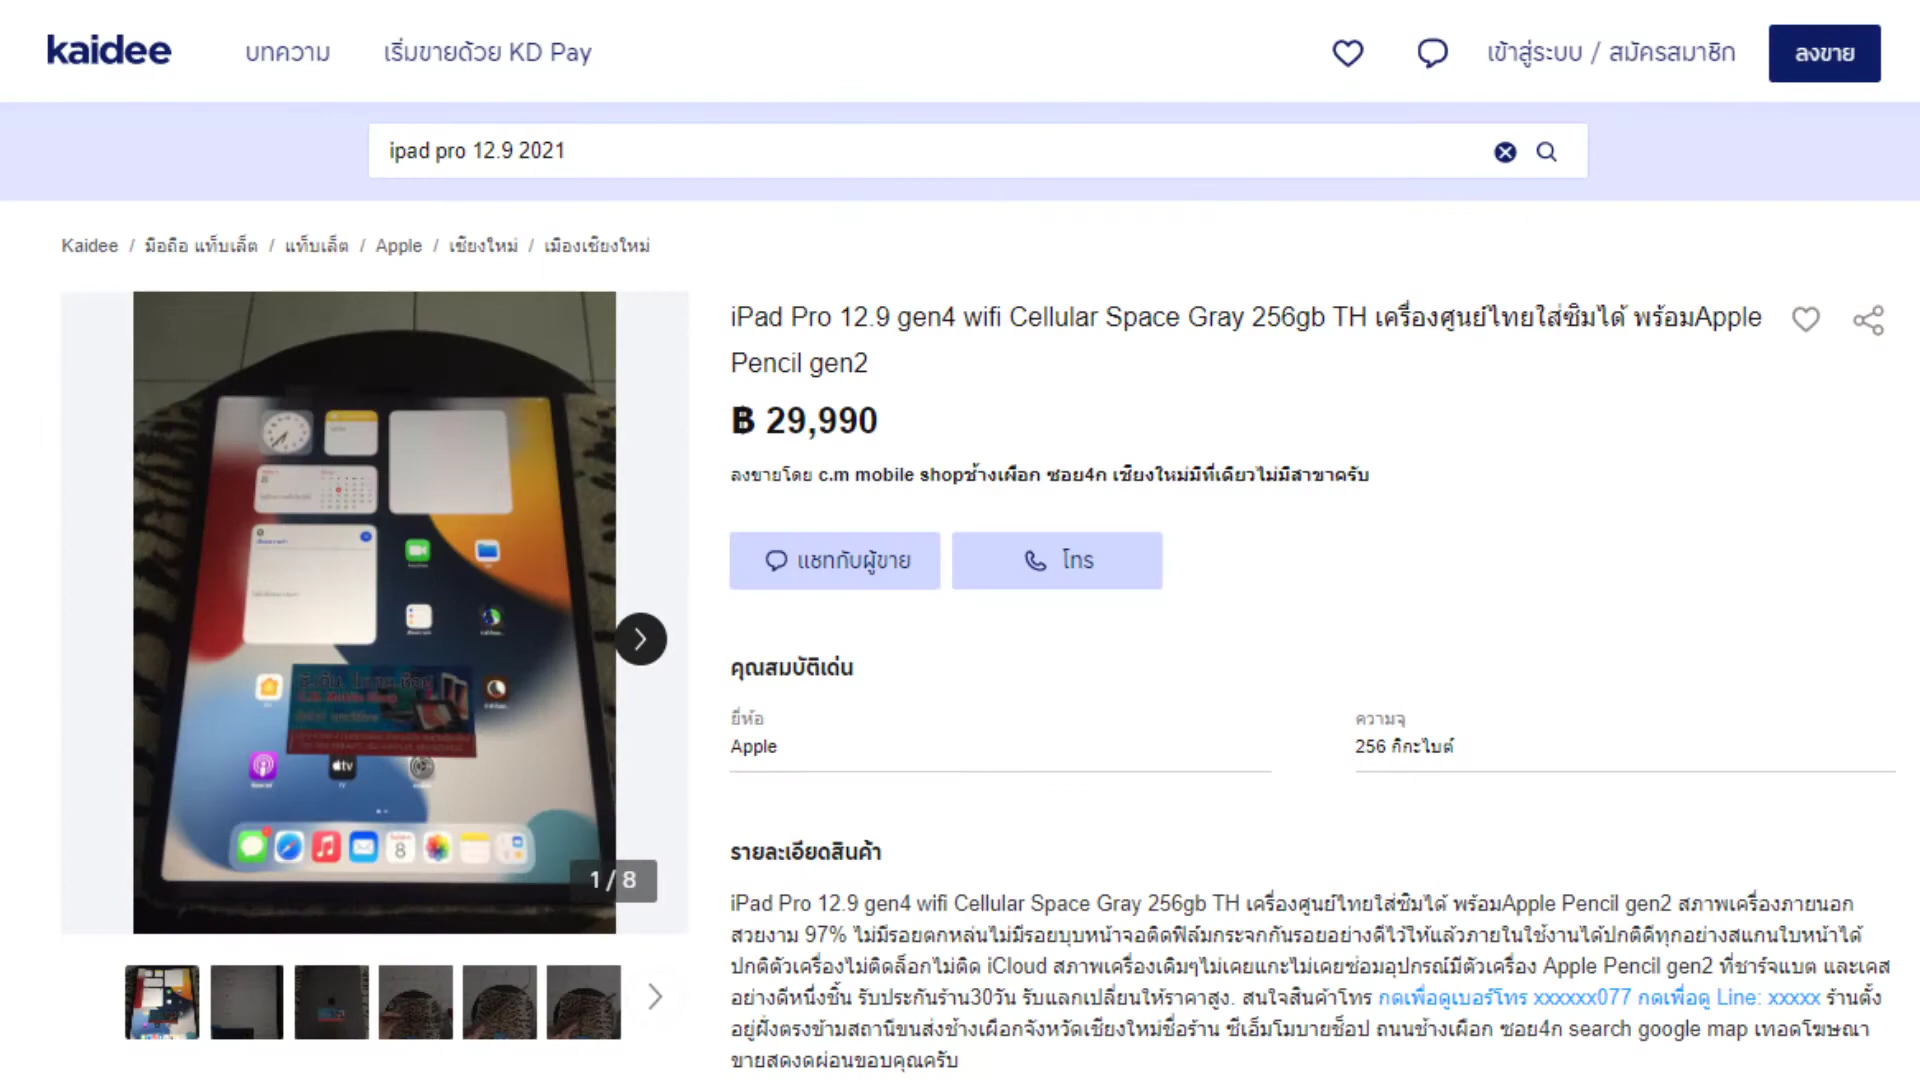 kaidee บทความ เริ่มขายด้วย KD Pay เข้าสู่ระบบ / สมัครสมาชิก ลงขาย
ipad pro 12.9 2021
Kaidee / มือถือ แท็บเล็ต / แท็บเล็ต / Apple / เชียงใหม่ / เมืองเชียงใหม่
iPad Pro 12.9 gen4 wifi Cellular Space Gray 256gb TH เครื่องศูนย์ไทยใส่ซิมได้ พร้อมApple
Pencil gen2
฿ 29,990
ลงขายโดย c.m mobile shopช้างเผือก ซอย4ก เชียงใหม่มีที่เดียวไม่มีสาขาครับ
แชทกับผู้ขาย โทร
คุณสมบัติเด่น
ยี่ห้อ ความจุ
Apple 256 กิกะไบต์
tv
8
1 / 8
รายละเอียดสินค้า
iPad Pro 12.9 gen4 wifi Cellular Space Gray 256gb TH เครื่องศูนย์ไทยใส่ซิมได้ พร้อมApple Pencil gen2 สภาพเครื่องภายนอก
สวยงาม 97% ไม่มีรอยตกหล่นไม่มีรอยบุบหน้าจอติดฟิล์มกระจกกันรอยอย่างดีไว้ให้แล้วภายในใช้งานได้ปกติดีทุกอย่างสแกนใบหน้าได้
ปกติตัวเครื่องไม่ติดล็อกไม่ติด iCloud สภาพเครื่องเดิมๆไม่เคยแกะไม่เคยซ่อมอุปกรณ์มีตัวเครื่อง Apple Pencil gen2 ที่ชาร์จแบต และเคส
อย่างดีหนึ่งชิ้น รับประกันร้าน30วัน รับแลกเปลี่ยนให้ราคาสูง. สนใจสินค้าโทร กดเพื่อดูเบอร์โทร xxxxxx077 กดเพื่อดู Line: xxxxx ร้านตั้ง
อยู่ฝั่งตรงข้ามสถานีขนส่งช้างเผือกจังหวัดเชียงใหม่ชื่อร้าน ซีเอ็มโมบายช็อป ถนนช้างเผือก ซอย4ก search google map เทอดโฆษณา
ขายสดงดผ่อนขอบคุณครับ